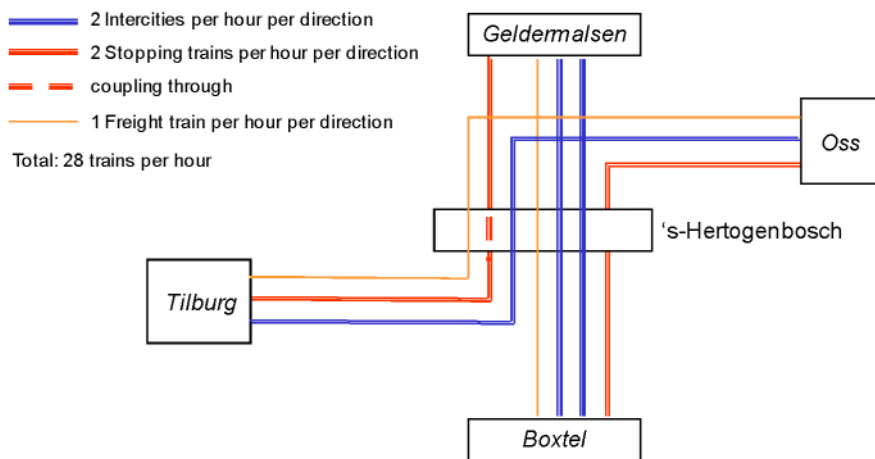 2 Intercities per hour per direction
2 Stopping trains per hour per direction
coupling through
1 Freight train per hour per direction
Total: 28 trains per hour
Geldermalsen
Oss
‘s-Hertogenbosch
Tilburg
Boxtel